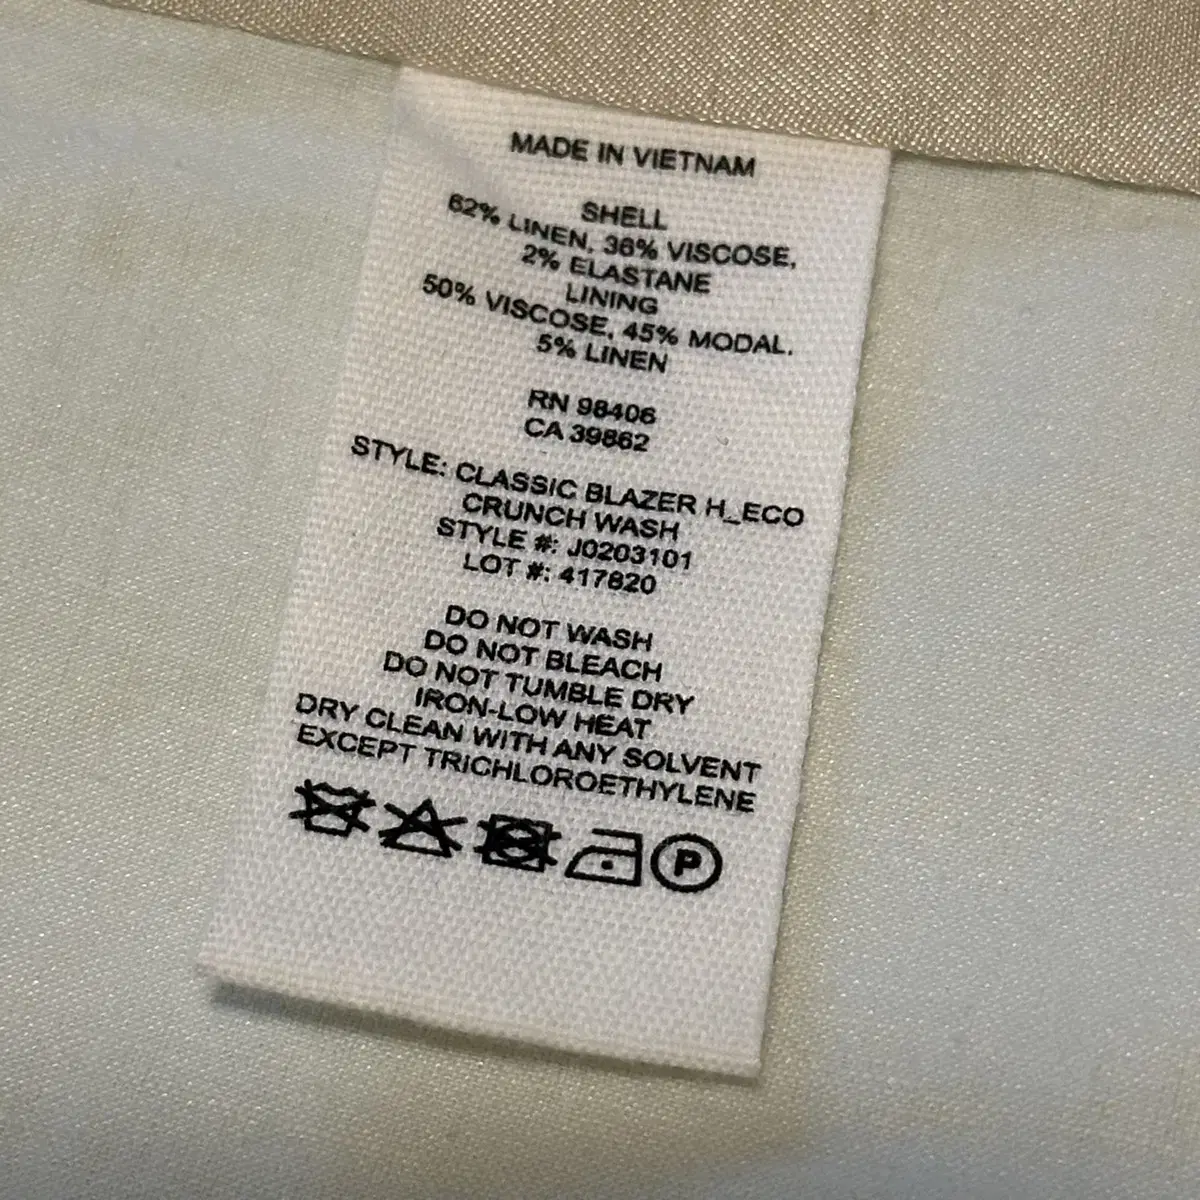 MADE IN VIETNAM
SHELL
62% LINEN, 36% VISCOSE,
2% ELASTANE
LINING
50% VISCOSE, 45% MODAL.
5% LINEN
RN 98406
CA 39862
STYLE: CLASSIC BLAZER H_ECO
CRUNCH WASH
STYLE #: J0203101
LOT #: 417820
DO NOT WASH
DO NOT BLEACH
DO NOT TUMBLE DRY
IRON-LOW HEAT
DRY CLEAN WITH ANY SOLVENT
EXCEPT TRICHLOROETHYLENE
P